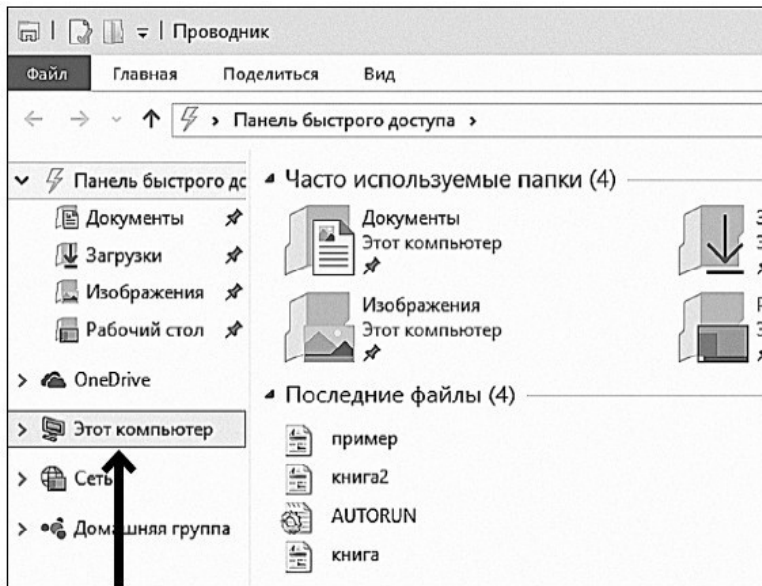 Проводник
Файл Главная Поделиться Вид
Панель быстрого доступа
Панель быстрого дс
Документы
Загрузки
Изображения
Рабочий стол
OneDrive
Этот компьютер
Сеть
Домашняя группа
Часто используемые папки (4)
Документы
Этот компьютер
Изображения
Этот компьютер
Последние файлы (4)
пример
книга2
AUTORUN
книга